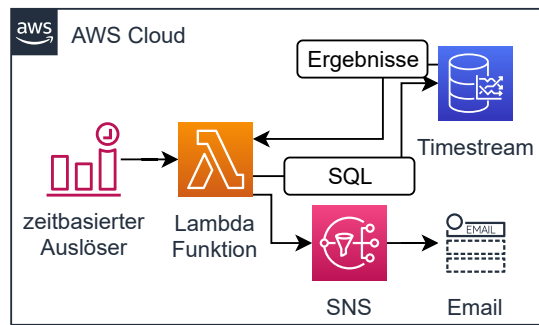 aws
AWS Cloud
Ergebnisse
Timestream
SQL
zeitbasierter
Auslöser
Lambda
Funktion
EMAIL
SNS
Email